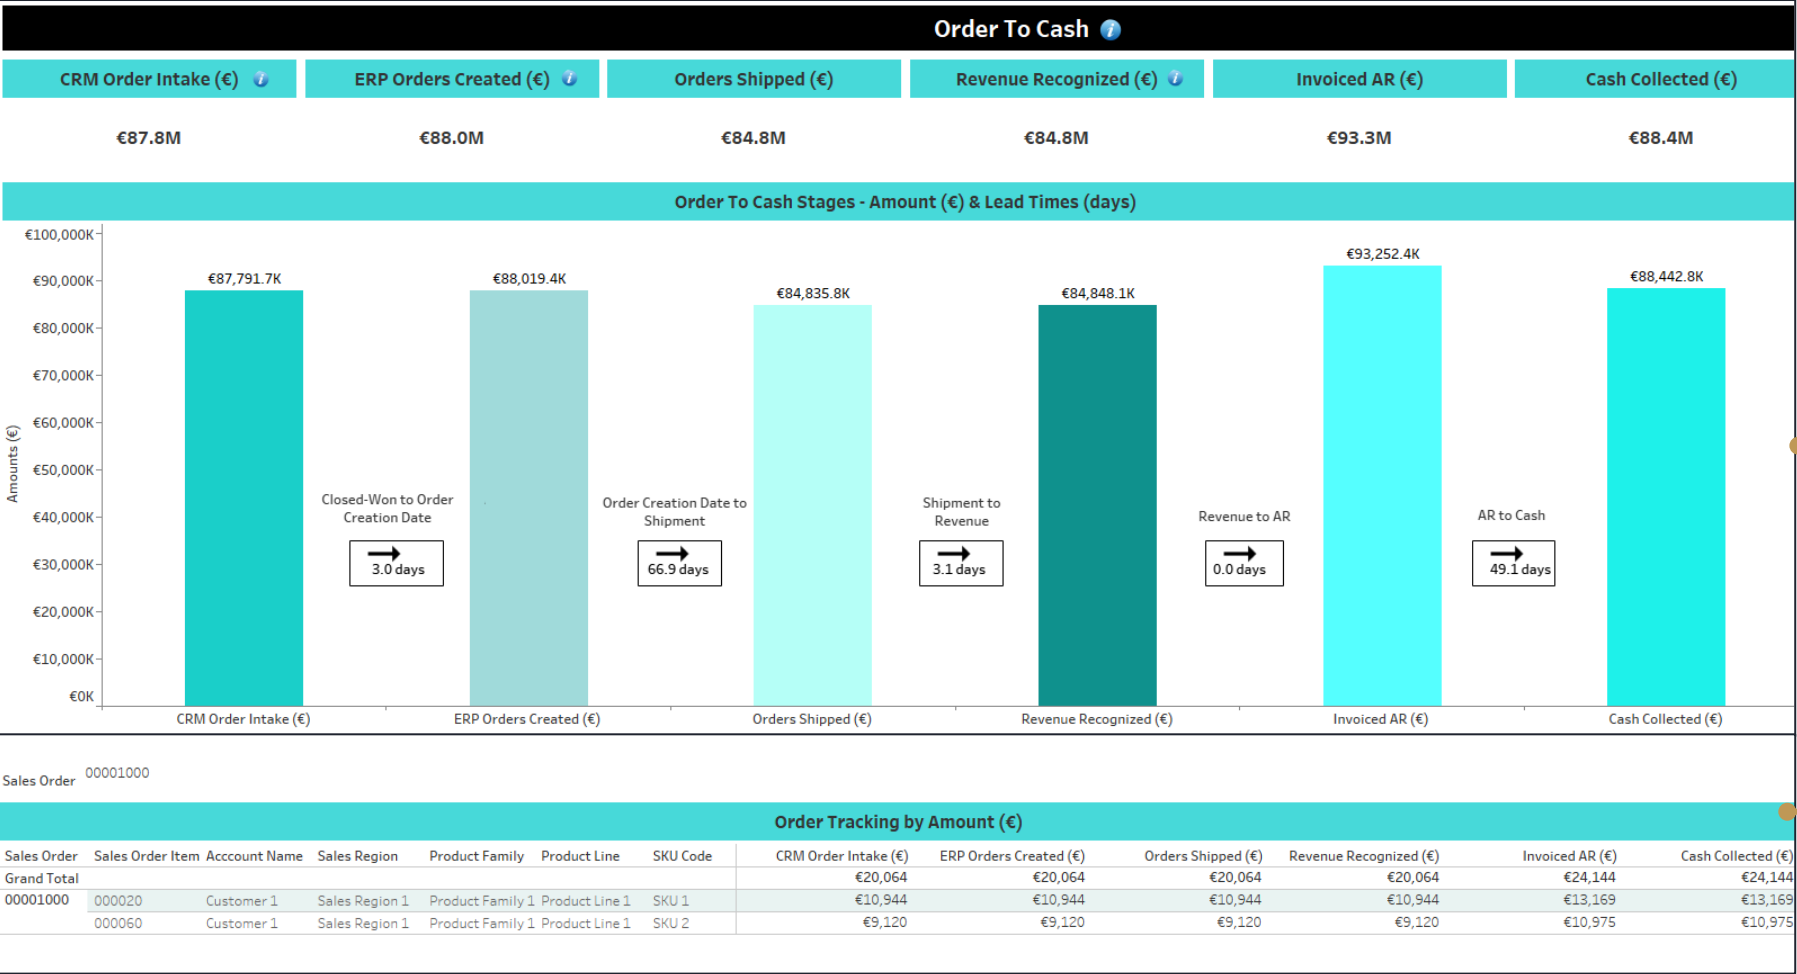 Order To Cash
CRM Order Intake (€) ERP Orders Created (€) Orders Shipped (€) Revenue Recognized (€) Invoiced AR (€) Cash Collected (€)
€87.8M €88.0M €84.8M €84.8M €93.3M €88.4M
Order To Cash Stages - Amount (€) & Lead Times (days)
Amounts (€)
€100,000K
€90,000K
€80,000K
€70,000K
€60,000K
€50,000K
€40,000K
€30,000K
€20,000K
€10,000K
€0K
€87,791.7K €88,019.4K €84,835.8K €84,848.1K €93,252.4K €88,442.8K
Closed-Won to Order
Creation Date
3.0 days
Order Creation Date to
Shipment
66.9 days
Shipment to
Revenue
3.1 days
Revenue to AR
0.0 days
AR to Cash
49.1 days
CRM Order Intake (€) ERP Orders Created (€) Orders Shipped (€) Revenue Recognized (€) Invoiced AR (€) Cash Collected (€)
Sales Order 00001000
Order Tracking by Amount (€)
Sales Order Sales Order Item Acccount Name Sales Region Product Family Product Line SKU Code CRM Order Intake (€) ERP Orders Created (€) Orders Shipped (€) Revenue Recognized (€) Invoiced AR (€) Cash Collected (€)
Grand Total €20,064 €20,064 €20,064 €20,064 €24,144 €24,144
00001000 000020 Customer 1 Sales Region 1 Product Family 1 Product Line 1 SKU 1 €10,944 €10,944 €10,944 €10,944 €13,169 €13,169
000060 Customer 1 Sales Region 1 Product Family 1 Product Line 1 SKU 2 €9,120 €9,120 €9,120 €9,120 €10,975 €10,975